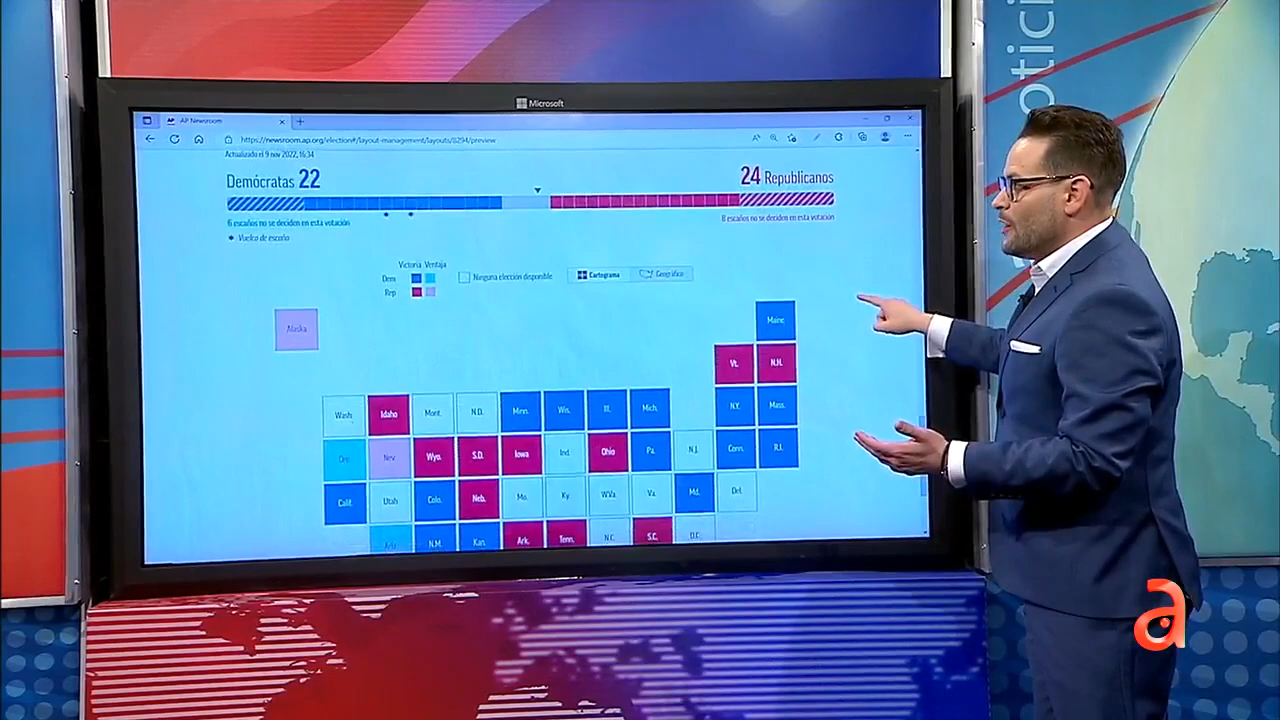 Microsoft
AP Newsroom
https://newsroom.ap.org/election#/layout-management/layouts/8294/preview
Actualizado el 9 nov 2022, 16:34
Demócratas 22
24 Republicanos
6 escaños no se deciden en esta votación
8 escaños no se deciden en esta votación
Vuelco de escaño
Victoria Ventaja
Dem
Rep
Ninguna elección disponible
Cartograma
Geográfico
Alaska
Maine
Vt. N.H.
Wash. Idaho Mont. N.D. Minn. Wis. Ill. Mich. N.Y. Mass.
Ore. Nev. Wyo. S.D. Iowa Ind. Ohio Pa. N.J. Conn. R.I.
Calif. Utah Colo. Neb. Mo. Ky. W.Va. Va. Md. Del.
Ariz. N.M. Kan. Ark. Tenn. N.C. S.C. D.C.
otici
a